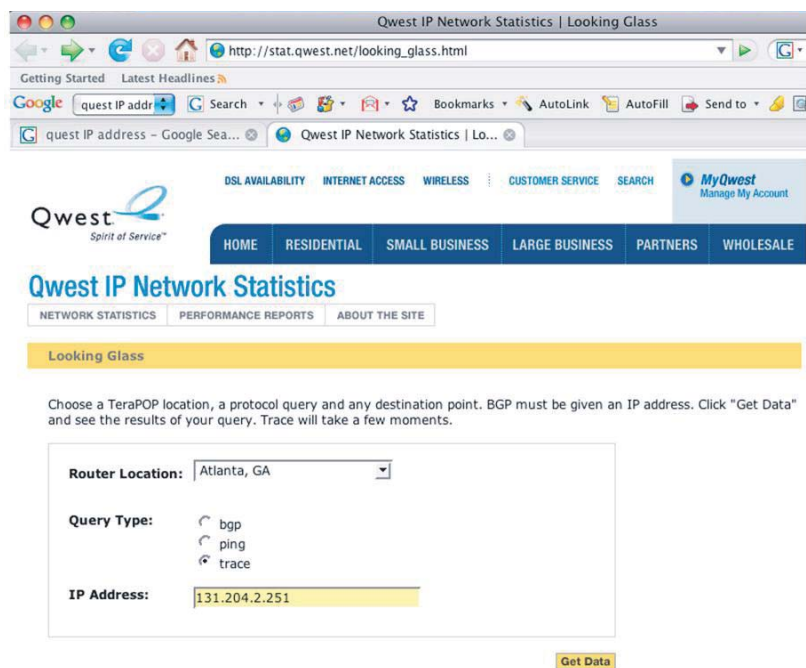 Qwest IP Network Statistics | Looking Glass
http://stat.qwest.net/looking_glass.html
Getting Started Latest Headlines
Google quest IP addr Search Bookmarks AutoLink AutoFill Send to
quest IP address – Google Sea... Qwest IP Network Statistics | Lo...
DSL AVAILABILITY INTERNET ACCESS WIRELESS CUSTOMER SERVICE SEARCH MyQwest
Manage My Account
Qwest
Spirit of Service™
HOME RESIDENTIAL SMALL BUSINESS LARGE BUSINESS PARTNERS WHOLESALE
Qwest IP Network Statistics
NETWORK STATISTICS PERFORMANCE REPORTS ABOUT THE SITE
Looking Glass
Choose a TeraPOP location, a protocol query and any destination point. BGP must be given an IP address. Click "Get Data"
and see the results of your query. Trace will take a few moments.
Router Location: Atlanta, GA
Query Type: bgp
ping
trace
IP Address: 131.204.2.251
Get Data